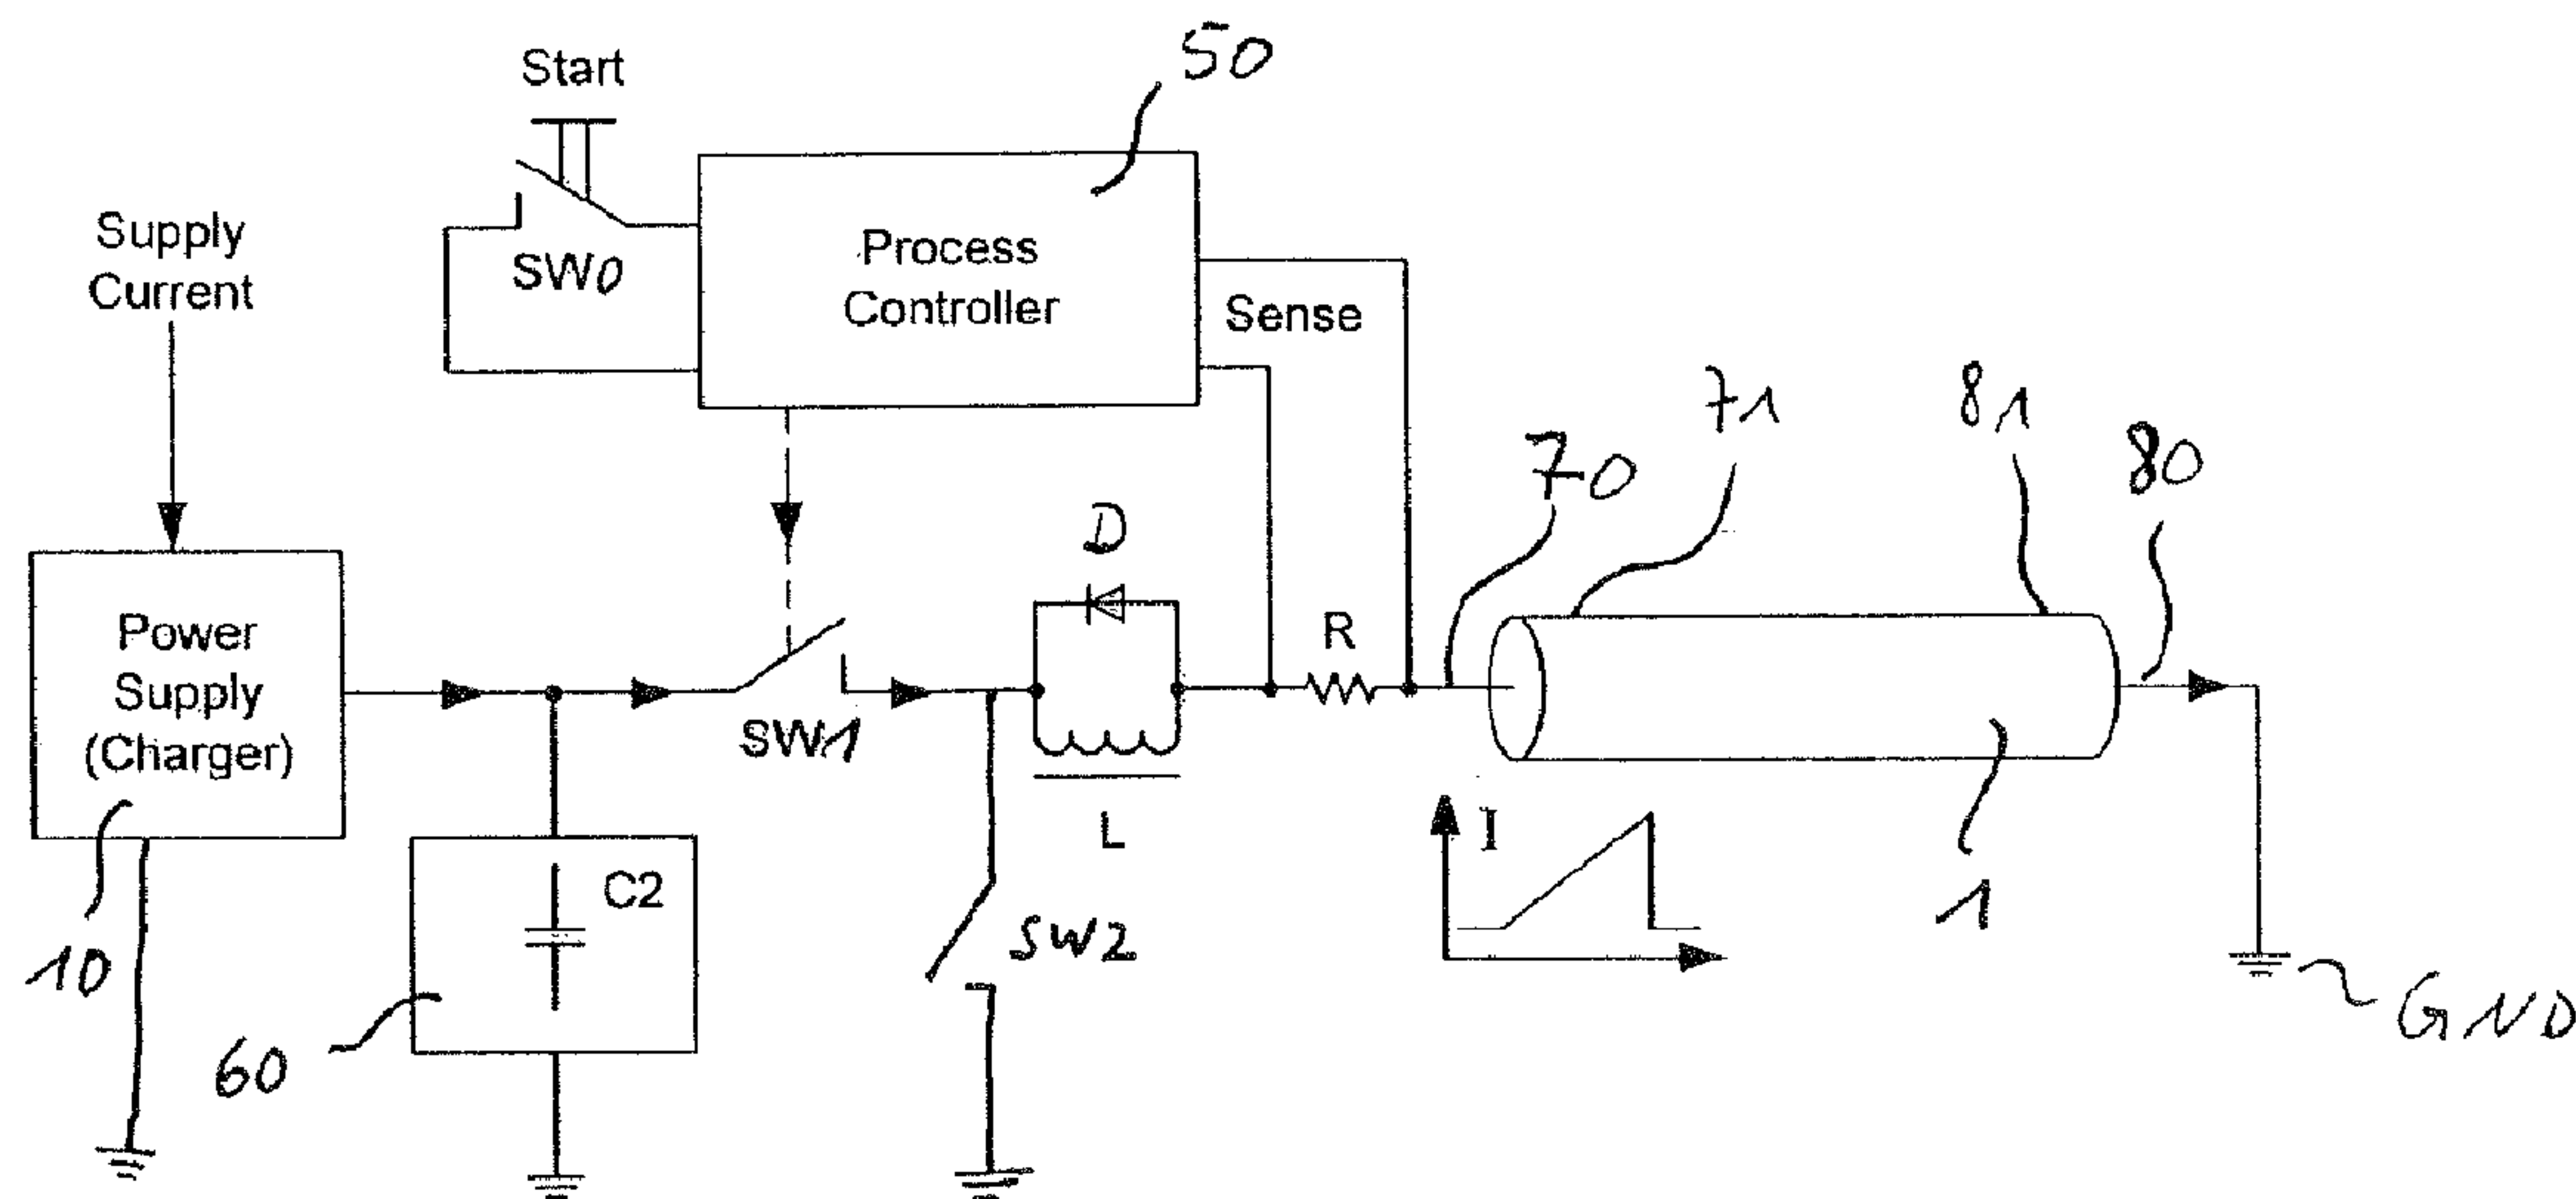 Start
50
Supply
Current
SW0
Process
Controller
Sense
71
81
70
80
D
Power
Supply
(Charger)
R
SW1
L
I
C2
SW2
1
10
60
GND